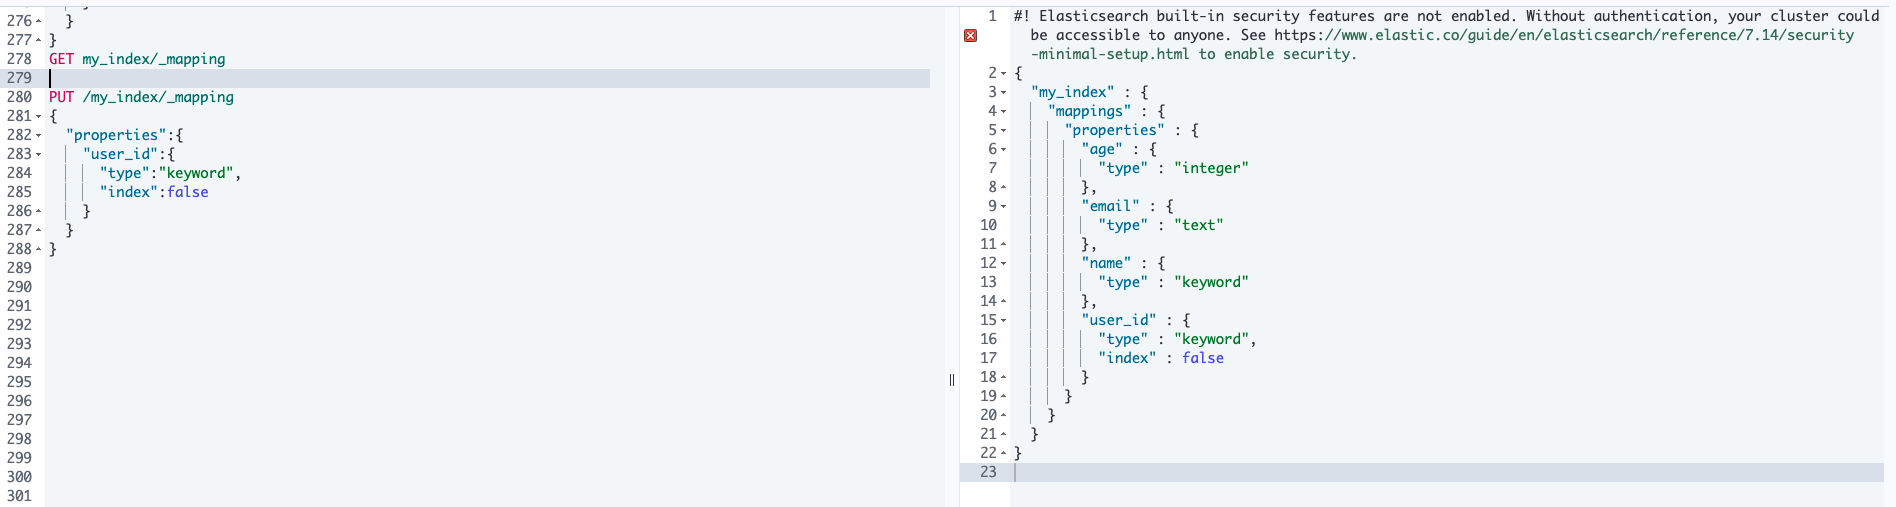 276 }
277 }
278 GET my_index/_mapping
279
280 PUT /my_index/_mapping
281 {
282 "properties":{
283 "user_id":{
284 "type":"keyword",
285 "index":false
286 }
287 }
288 }
289
290
291
292
293
294
295
296
297
298
299
300
301
1 #! Elasticsearch built-in security features are not enabled. Without authentication, your cluster could
be accessible to anyone. See https://www.elastic.co/guide/en/elasticsearch/reference/7.14/security
-minimal-setup.html to enable security.
2 {
3 "my_index" : {
4 "mappings" : {
5 "properties" : {
6 "age" : {
7 "type" : "integer"
8 },
9 "email" : {
10 "type" : "text"
11 },
12 "name" : {
13 "type" : "keyword"
14 },
15 "user_id" : {
16 "type" : "keyword",
17 "index" : false
18 }
19 }
20 }
21 }
22 }
23